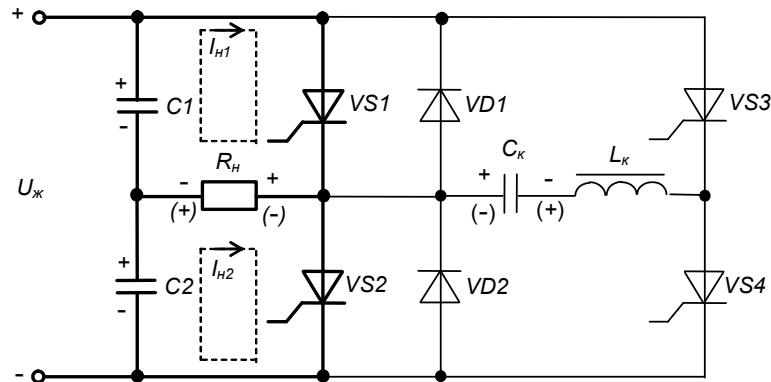 +
Iн1
+
C1
-
VS1
VD1
VS3
Rн
-
+
(+)
(-)
Cк
+
-
(-)
(+)
Lк
Uж
Iн2
+
C2
-
VS2
VD2
VS4
-